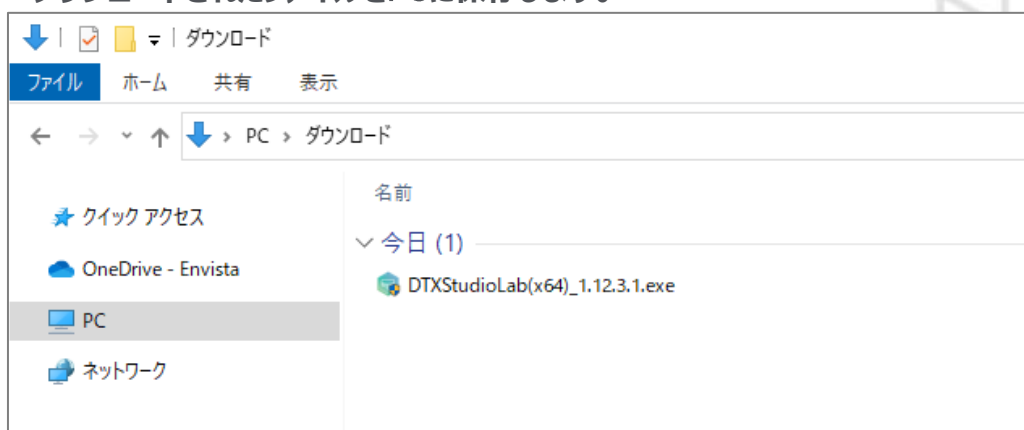 ダウンロード
ファイル ホーム 共有 表示
PC ダウンロード
名前
クイック アクセス
今日 (1)
OneDrive - Envista
DTXStudioLab(x64)_1.12.3.1.exe
PC
ネットワーク